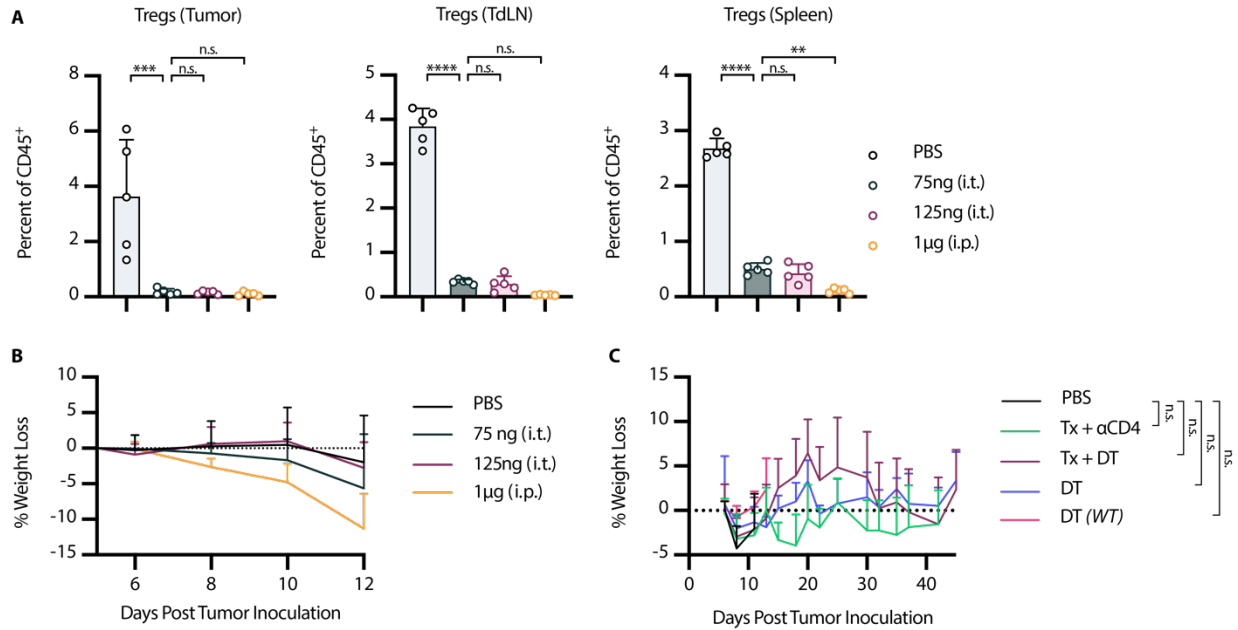 A
Tregs (Tumor)
Tregs (TdLN)
Tregs (Spleen)
n.s.
*** n.s.
Percent of CD45+
8
6
4
2
0
n.s.
**** n.s.
Percent of CD45+
5
4
3
2
1
0
**
**** n.s.
Percent of CD45+
4
3
2
1
0
PBS
75ng (i.t.)
125ng (i.t.)
1µg (i.p.)
B
% Weight Loss
10
5
0
-5
-10
-15
6 8 10 12
Days Post Tumor Inoculation
PBS
75 ng (i.t.)
125ng (i.t.)
1µg (i.p.)
C
% Weight Loss
15
10
5
0
-5
0 10 20 30 40
Days Post Tumor Inoculation
PBS
Tx + αCD4
Tx + DT
DT
DT (WT)
n.s.
n.s.
n.s.
n.s.